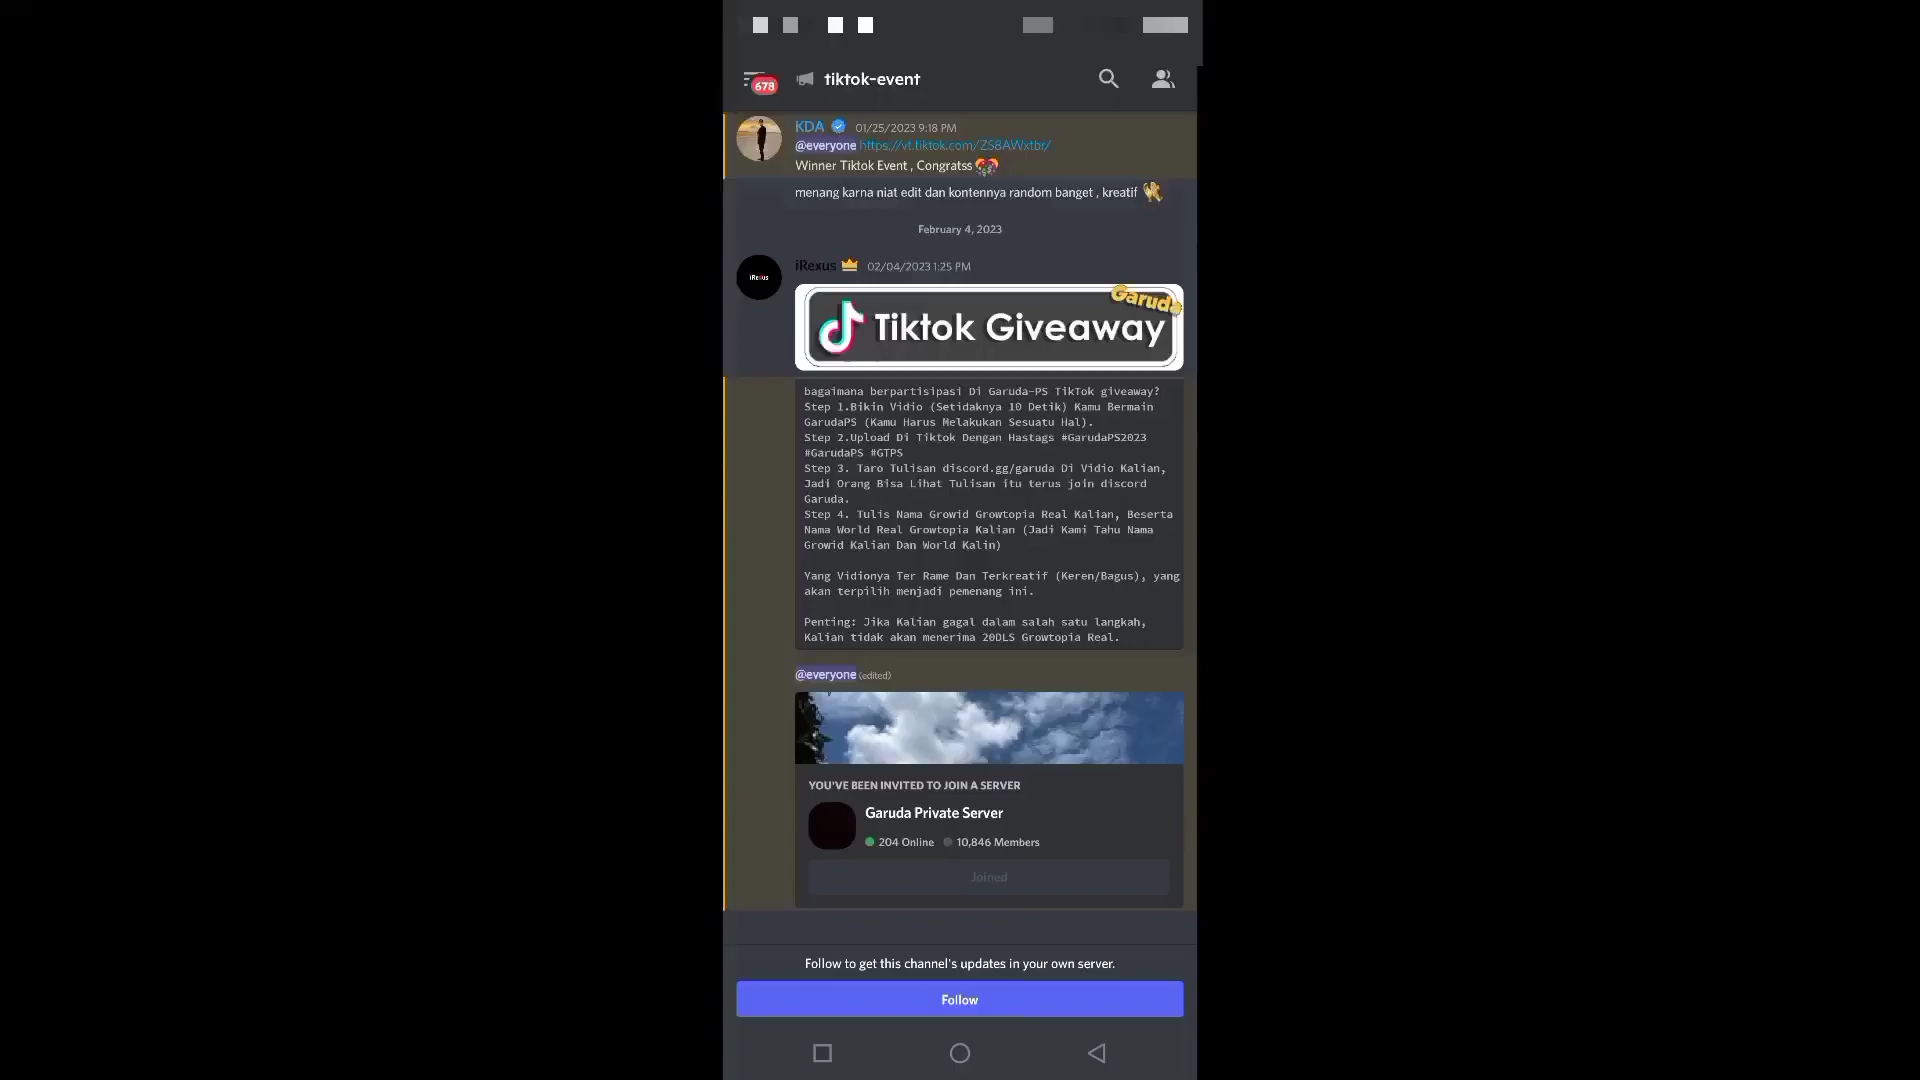 678
tiktok-event
KDA 01/25/2023 9:18 PM
@everyone https://vt.tiktok.com/ZS8AWxtbr/
Winner Tiktok Event , Congratss
menang karna niat edit dan kontennya random banget , kreatif
February 4, 2023
iRexus
iRexus 02/04/2023 1:25 PM
Garuda
Tiktok Giveaway
bagaimana berpartisipasi Di Garuda-PS TikTok giveaway?
Step 1.Bikin Vidio (Setidaknya 10 Detik) Kamu Bermain
GarudaPS (Kamu Harus Melakukan Sesuatu Hal).
Step 2.Upload Di Tiktok Dengan Hastags #GarudaPS2023
#GarudaPS #GTPS
Step 3. Taro Tulisan discord.gg/garuda Di Vidio Kalian,
Jadi Orang Bisa Lihat Tulisan itu terus join discord
Garuda.
Step 4. Tulis Nama Growid Growtopia Real Kalian, Beserta
Nama World Real Growtopia Kalian (Jadi Kami Tahu Nama
Growid Kalian Dan World Kalin)
Yang Vidionya Ter Rame Dan Terkreatif (Keren/Bagus), yang
akan terpilih menjadi pemenang ini.
Penting: Jika Kalian gagal dalam salah satu langkah,
Kalian tidak akan menerima 20DLS Growtopia Real.
@everyone (edited)
YOU'VE BEEN INVITED TO JOIN A SERVER
Garuda Private Server
204 Online 10,846 Members
Joined
Follow to get this channel's updates in your own server.
Follow